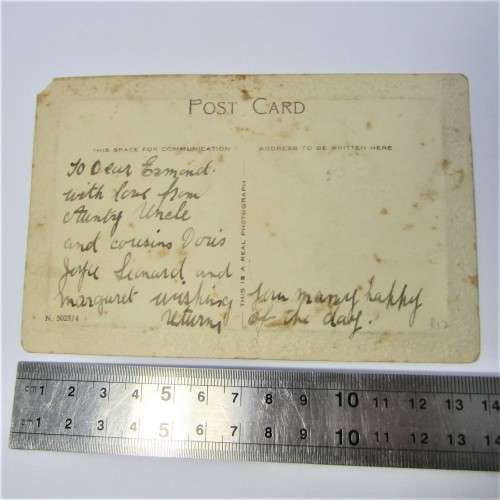 POST CARD
THIS SPACE FOR COMMUNICATION
ADDRESS TO BE WRITTEN HERE
To Dear Esmond.
with love from
Aunty Uncle
and cousins Doris
Joyce Leonard and
Margaret wishing
you many happy
returns
of the day.
THIS IS A REAL PHOTOGRAPH
N. 5028/4
cm 1 2 3 4 5 6 7 8 9 10 11 12 13 14
cm 1 2 3 4 5 6 7 8 9 10 11 12 13 14